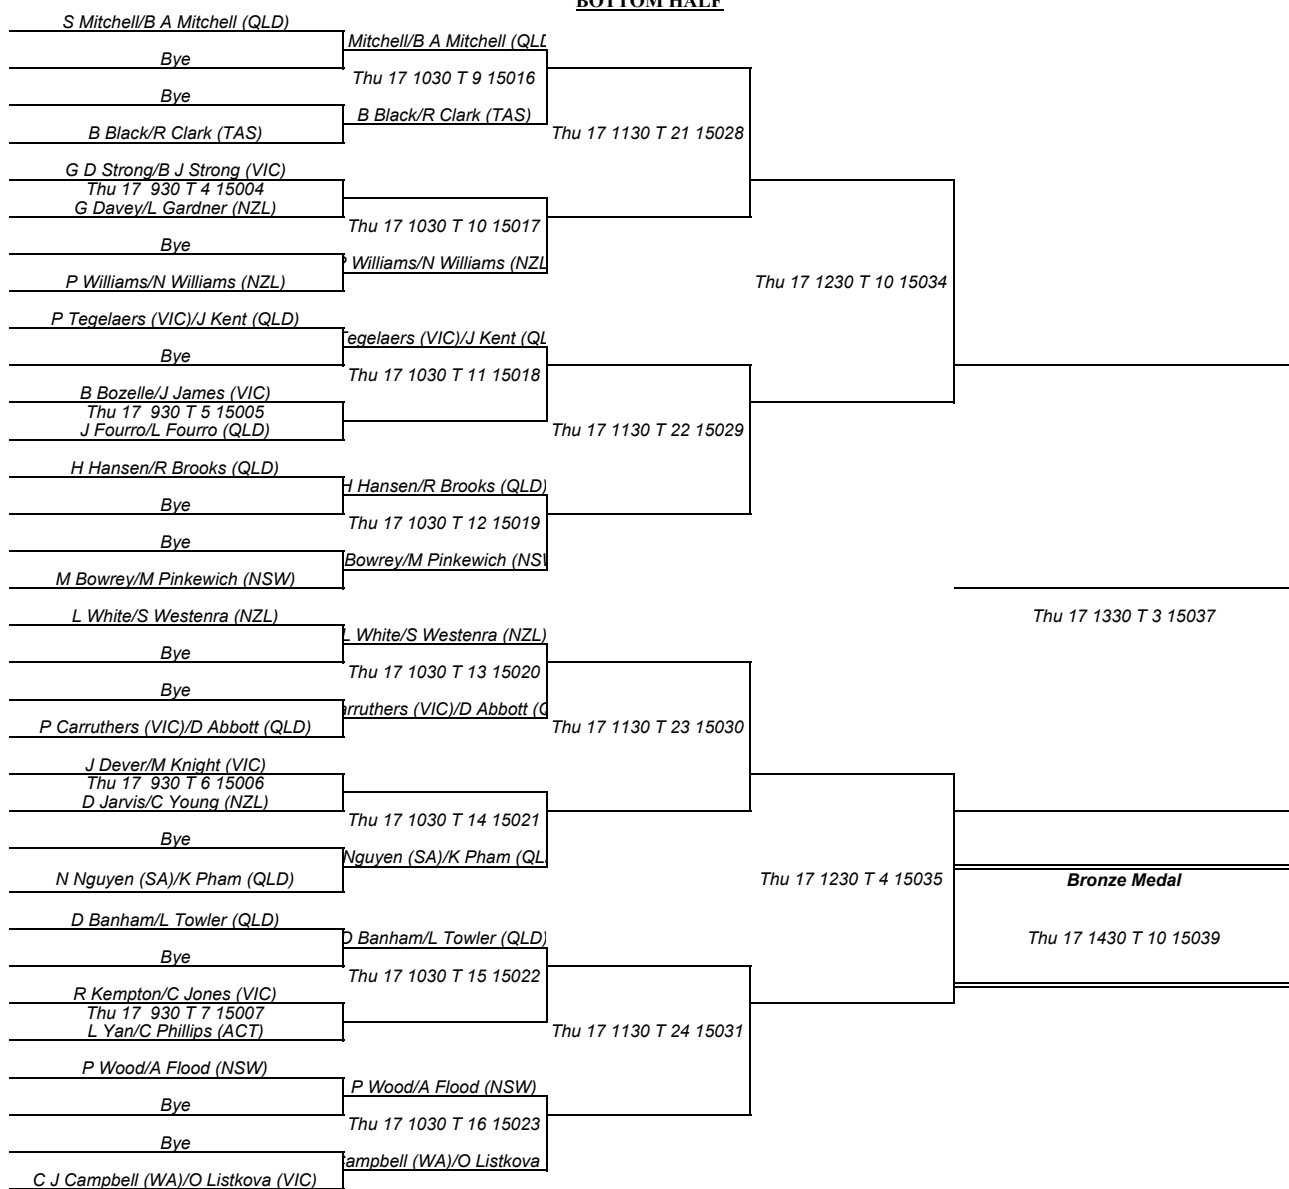 BOTTOM HALF
S Mitchell/B A Mitchell (QLD)
Mitchell/B A Mitchell (QLD
Bye
Thu 17 1030 T 9 15016
Bye
B Black/R Clark (TAS)
B Black/R Clark (TAS)
Thu 17 1130 T 21 15028
G D Strong/B J Strong (VIC)
Thu 17 930 T 4 15004
G Davey/L Gardner (NZL)
Thu 17 1030 T 10 15017
Bye
Williams/N Williams (NZL
P Williams/N Williams (NZL)
Thu 17 1230 T 10 15034
P Tegelaers (VIC)/J Kent (QLD)
Tegelaers (VIC)/J Kent (QL
Bye
Thu 17 1030 T 11 15018
B Bozelle/J James (VIC)
Thu 17 930 T 5 15005
J Fourro/L Fourro (QLD)
Thu 17 1130 T 22 15029
H Hansen/R Brooks (QLD)
H Hansen/R Brooks (QLD)
Bye
Thu 17 1030 T 12 15019
Bye
Bowrey/M Pinkewich (NSW
M Bowrey/M Pinkewich (NSW)
L White/S Westenra (NZL)
Thu 17 1330 T 3 15037
L White/S Westenra (NZL)
Bye
Thu 17 1030 T 13 15020
Bye
arruthers (VIC)/D Abbott (Q
P Carruthers (VIC)/D Abbott (QLD)
Thu 17 1130 T 23 15030
J Dever/M Knight (VIC)
Thu 17 930 T 6 15006
D Jarvis/C Young (NZL)
Thu 17 1030 T 14 15021
Bye
Nguyen (SA)/K Pham (QL
N Nguyen (SA)/K Pham (QLD)
Thu 17 1230 T 4 15035
Bronze Medal
D Banham/L Towler (QLD)
D Banham/L Towler (QLD)
Thu 17 1430 T 10 15039
Bye
Thu 17 1030 T 15 15022
R Kempton/C Jones (VIC)
Thu 17 930 T 7 15007
L Yan/C Phillips (ACT)
Thu 17 1130 T 24 15031
P Wood/A Flood (NSW)
P Wood/A Flood (NSW)
Bye
Thu 17 1030 T 16 15023
Bye
ampbell (WA)/O Listkova
C J Campbell (WA)/O Listkova (VIC)